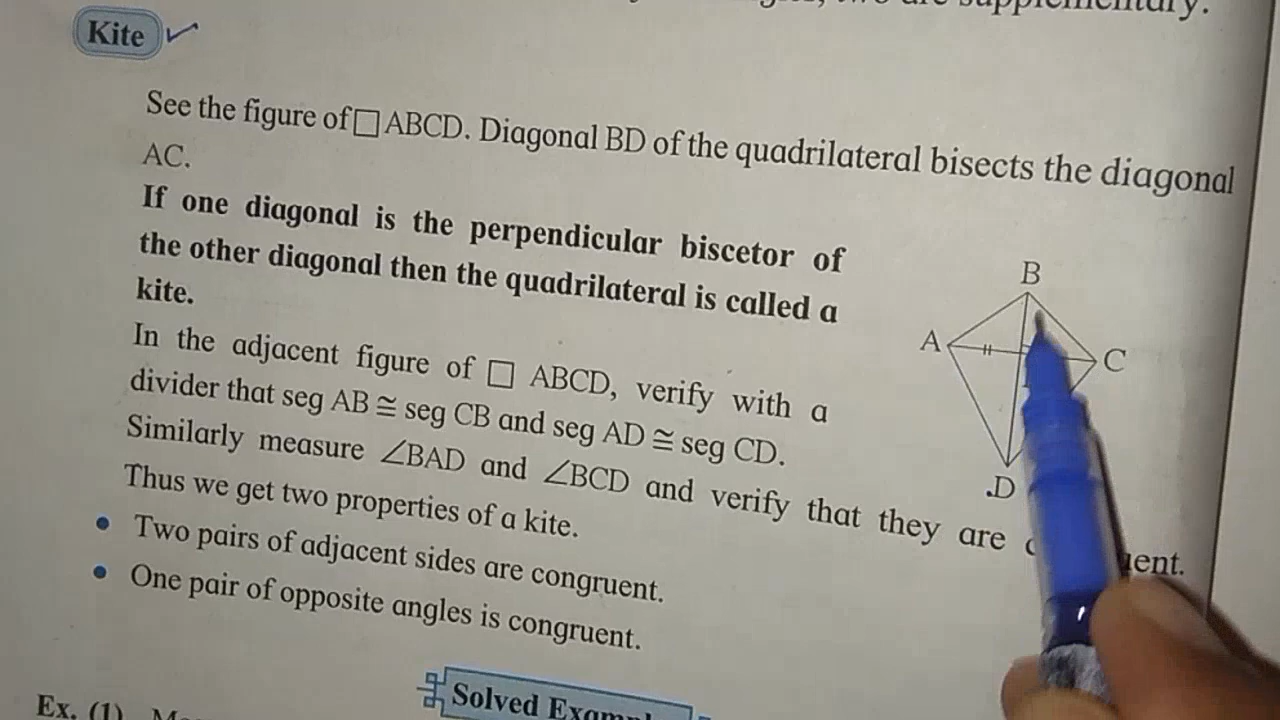 are supplementary.
Kite
See the figure of □ ABCD. Diagonal BD of the quadrilateral bisects the diagonal
AC.
If one diagonal is the perpendicular biscetor of
the other diagonal then the quadrilateral is called a
kite.
In the adjacent figure of □ ABCD, verify with a
divider that seg AB ≅ seg CB and seg AD ≅ seg CD.
Similarly measure ∠BAD and ∠BCD and verify that they are
Thus we get two properties of a kite.
• Two pairs of adjacent sides are congruent.
• One pair of opposite angles is congruent.
B
A
C
D
Solved
Ex. (1)